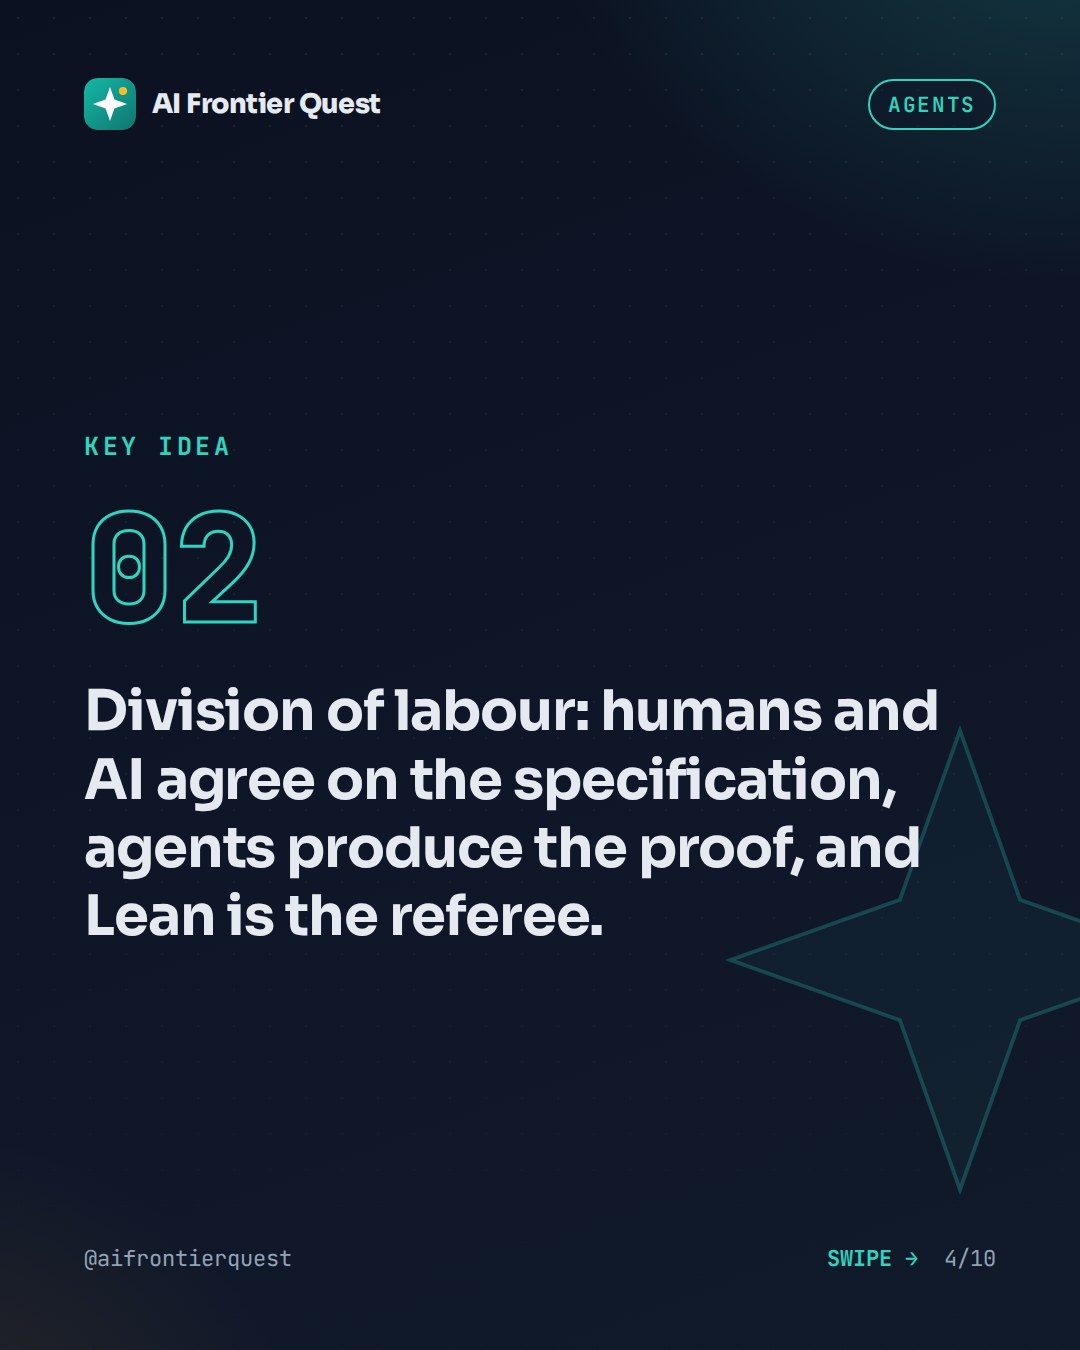 AI Frontier Quest
AGENTS
KEY IDEA
02
Division of labour: humans and
AI agree on the specification,
agents produce the proof, and
Lean is the referee.
@aifrontierquest
SWIPE → 4/10